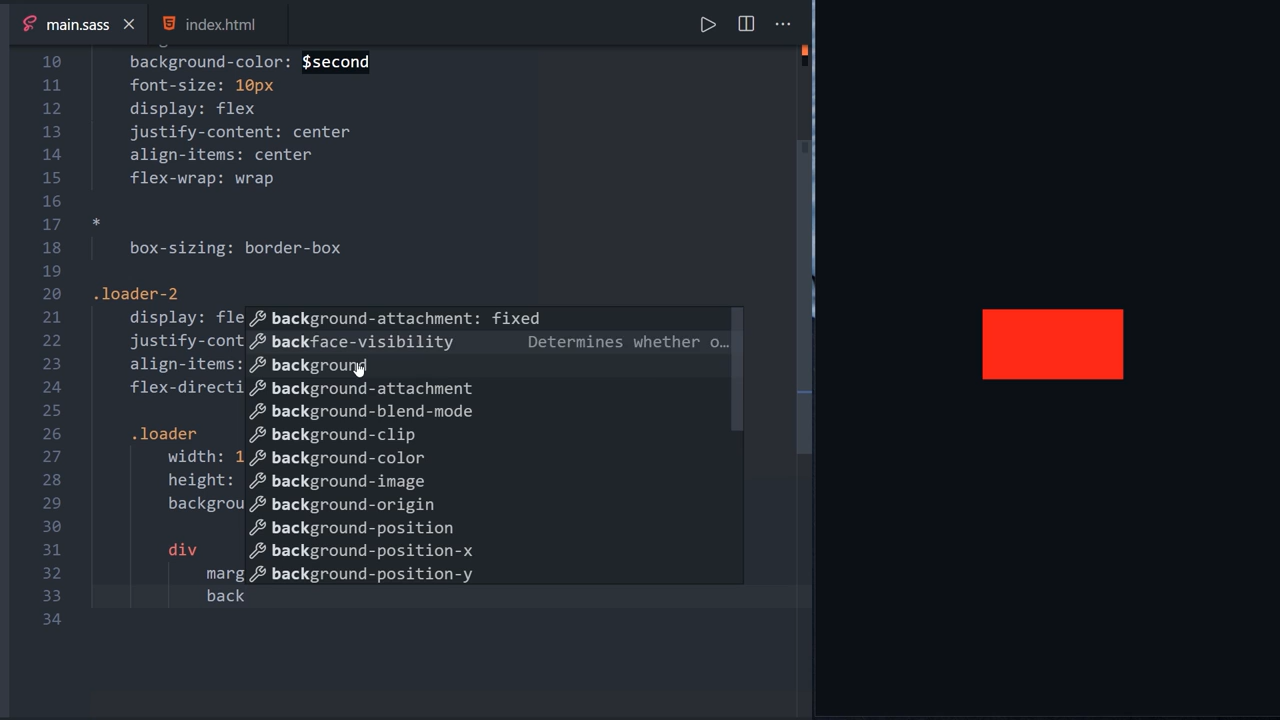 main.sass
index.html
10 background-color: $second
11 font-size: 10px
12 display: flex
13 justify-content: center
14 align-items: center
15 flex-wrap: wrap
16
17 *
18 box-sizing: border-box
19
20 .loader-2
21 display: fle
22 justify-cont
23 align-items:
24 flex-directi
25
26 .loader
27 width: 1
28 height:
29 backgrou
30
31 div
32 marg
33 back
34
background-attachment: fixed
backface-visibility Determines whether o…
background
background-attachment
background-blend-mode
background-clip
background-color
background-image
background-origin
background-position
background-position-x
background-position-y